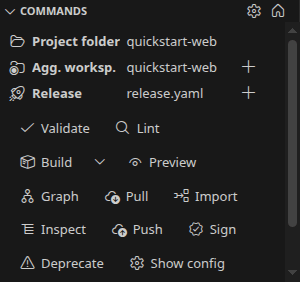 COMMANDS
Project folder quickstart-web
Agg. worksp. quickstart-web
Release release.yaml
Validate Lint
Build Preview
Graph Pull Import
Inspect Push Sign
Deprecate Show config